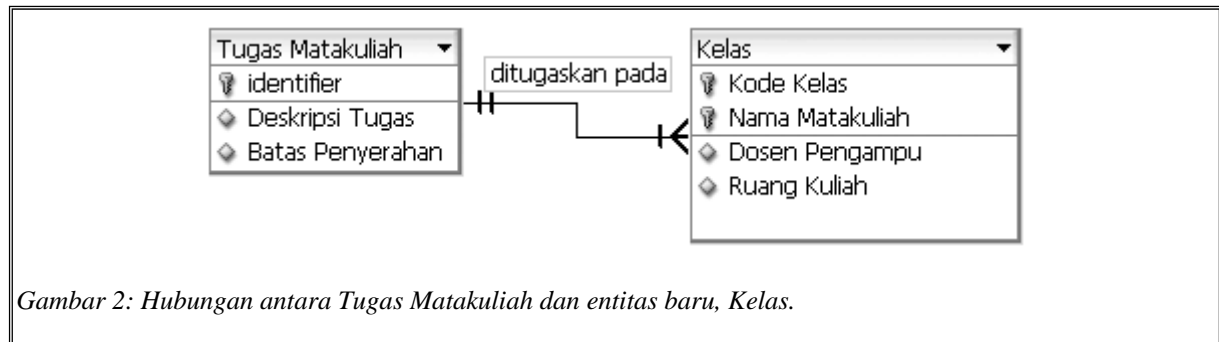 Tugas Matakuliah
identifier
Deskripsi Tugas
Batas Penyerahan
ditugaskan pada
Kelas
Kode Kelas
Nama Matakuliah
Dosen Pengampu
Ruang Kuliah
Gambar 2: Hubungan antara Tugas Matakuliah dan entitas baru, Kelas.